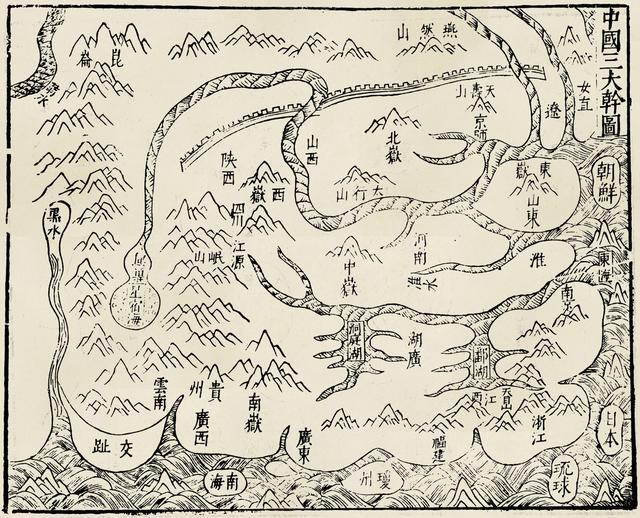 中國三大幹圖
女直
遼
朝鮮
東海
日本
琉球
燕然山
天壽山
京師
北嶽
東嶽
山東
太行山
山西
陝西
西嶽
崑崙
黑水
四川
江源
岷山
星宿海
中嶽
河南
淮
淮
南京
洞庭湖
湖廣
鄱湖
江西
浙江
福建
廣東
南嶽
貴州
廣西
雲南
交趾
南海
瓊州